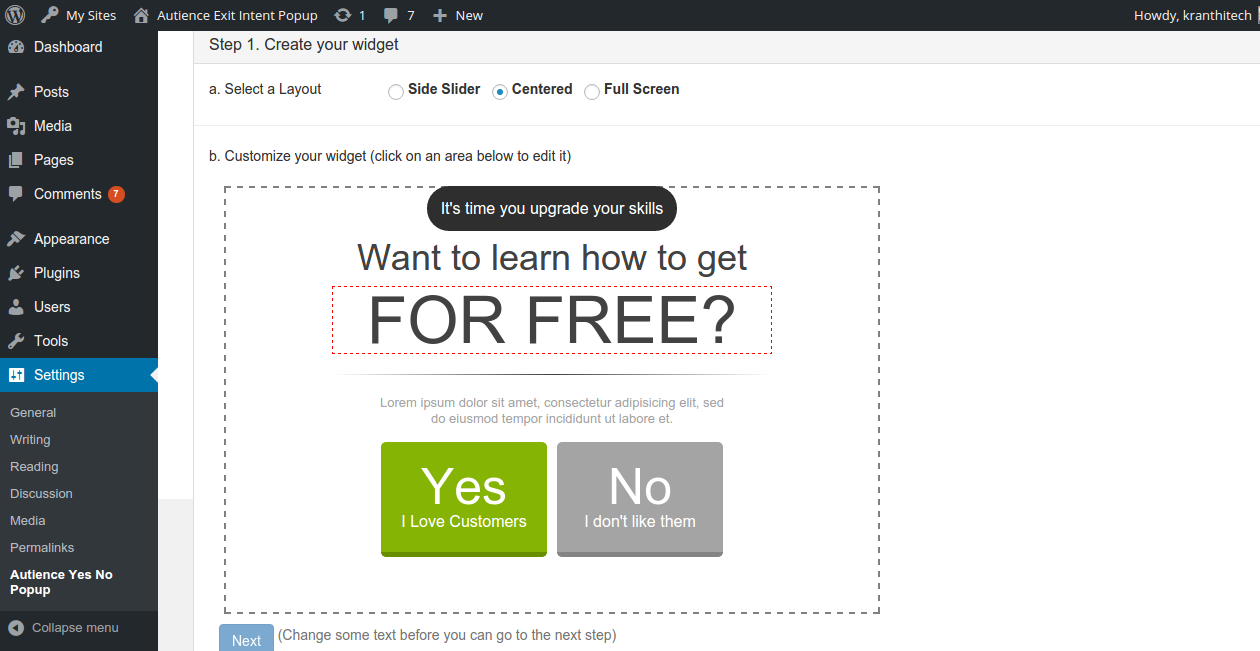 My Sites Autience Exit Intent Popup 1 7 New Howdy, kranthitech
Dashboard
Posts
Media
Pages
Comments 7
Appearance
Plugins
Users
Tools
Settings
General
Writing
Reading
Discussion
Media
Permalinks
Autience Yes No
Popup
Collapse menu
Step 1. Create your widget
a. Select a Layout Side Slider Centered Full Screen
b. Customize your widget (click on an area below to edit it)
It's time you upgrade your skills
Want to learn how to get
FOR FREE?
Lorem ipsum dolor sit amet, consectetur adipisicing elit, sed
do eiusmod tempor incididunt ut labore et.
Yes
I Love Customers
No
I don't like them
Next (Change some text before you can go to the next step)